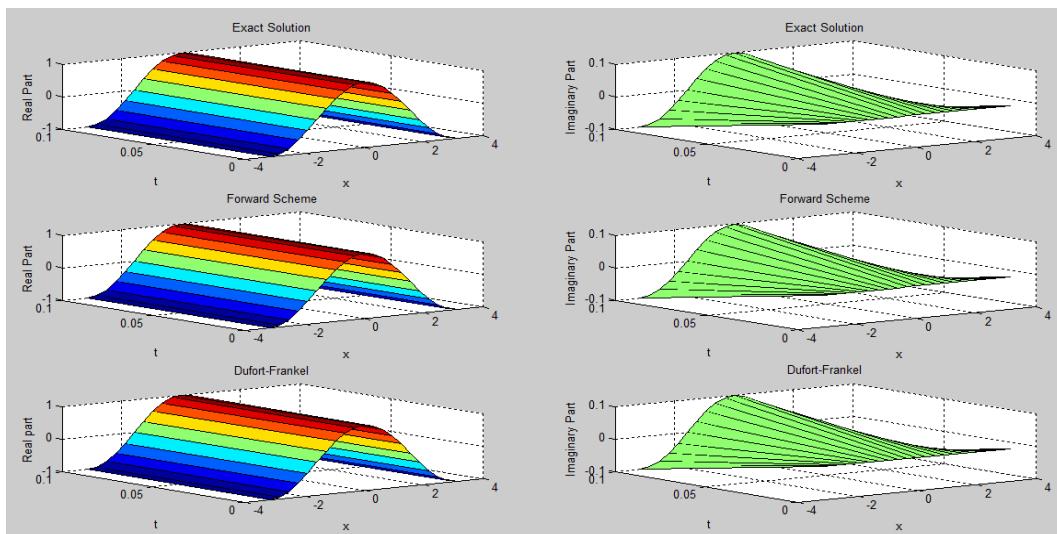 Exact Solution
Real Part
1
0
-1
0.1
0.05
0
-4
-2
0
2
4
t
x
Exact Solution
Imaginary Part
0.1
0
-0.1
0.1
0.05
0
-4
-2
0
2
4
t
x
Forward Scheme
Real Part
1
0
-1
0.1
0.05
0
-4
-2
0
2
4
t
x
Forward Scheme
Imaginary Part
0.1
0
-0.1
0.1
0.05
0
-4
-2
0
2
4
t
x
Dufort-Frankel
Real part
1
0
-1
0.1
0.05
0
-4
-2
0
2
4
t
x
Dufort-Frankel
Imaginary Part
0.1
0
-0.1
0.1
0.05
0
-4
-2
0
2
4
t
x